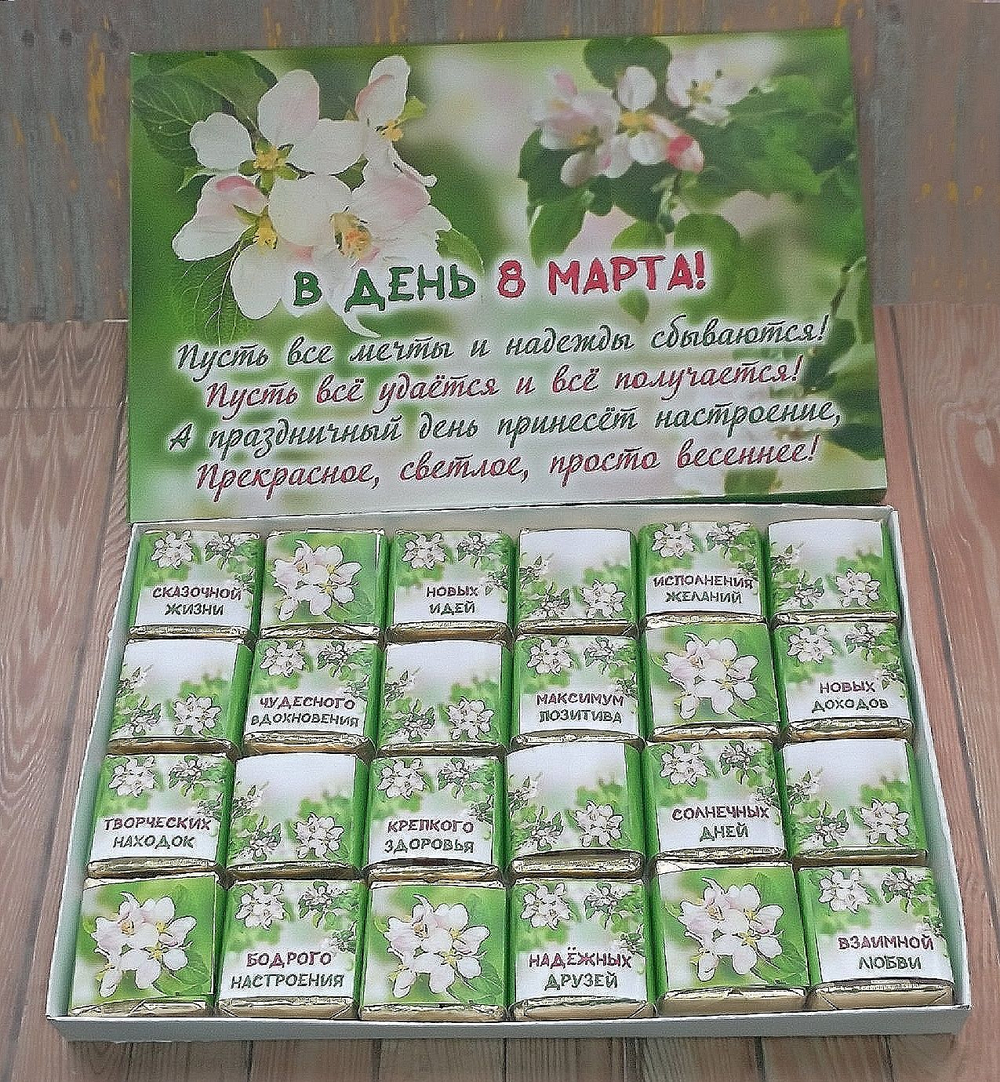 В ДЕНЬ 8 МАРТА!
Пусть все мечты и надежды сбываются!
Пусть всё удаётся и всё получается!
А праздничный день принесёт настроение,
Прекрасное, светлое, просто весеннее!
СКАЗОЧНОЙ
ЖИЗНИ
НОВЫХ
ИДЕЙ
ИСПОЛНЕНИЯ
ЖЕЛАНИЙ
ЧУДЕСНОГО
ВДОХНОВЕНИЯ
МАКСИМУМ
ПОЗИТИВА
НОВЫХ
ДОХОДОВ
ТВОРЧЕСКИХ
НАХОДОК
КРЕПКОГО
ЗДОРОВЬЯ
СОЛНЕЧНЫХ
ДНЕЙ
БОДРОГО
НАСТРОЕНИЯ
НАДЁЖНЫХ
ДРУЗЕЙ
ВЗАИМНОЙ
ЛЮБВИ